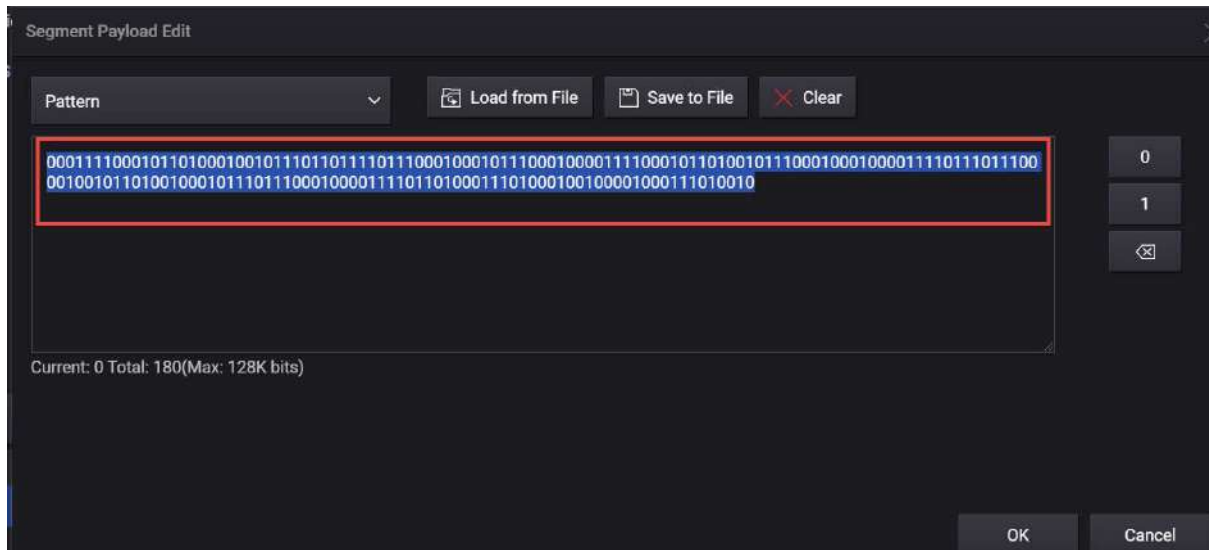 Segment Payload Edit
Pattern
Load from File
Save to File
Clear
000111100010110100010010111011011110111000100010111000100001111000101101001011100010001000011110111011100
001001011010010001011101110001000011110110100011101000100100001000111010010
0
1
Current: 0 Total: 180(Max: 128K bits)
OK
Cancel